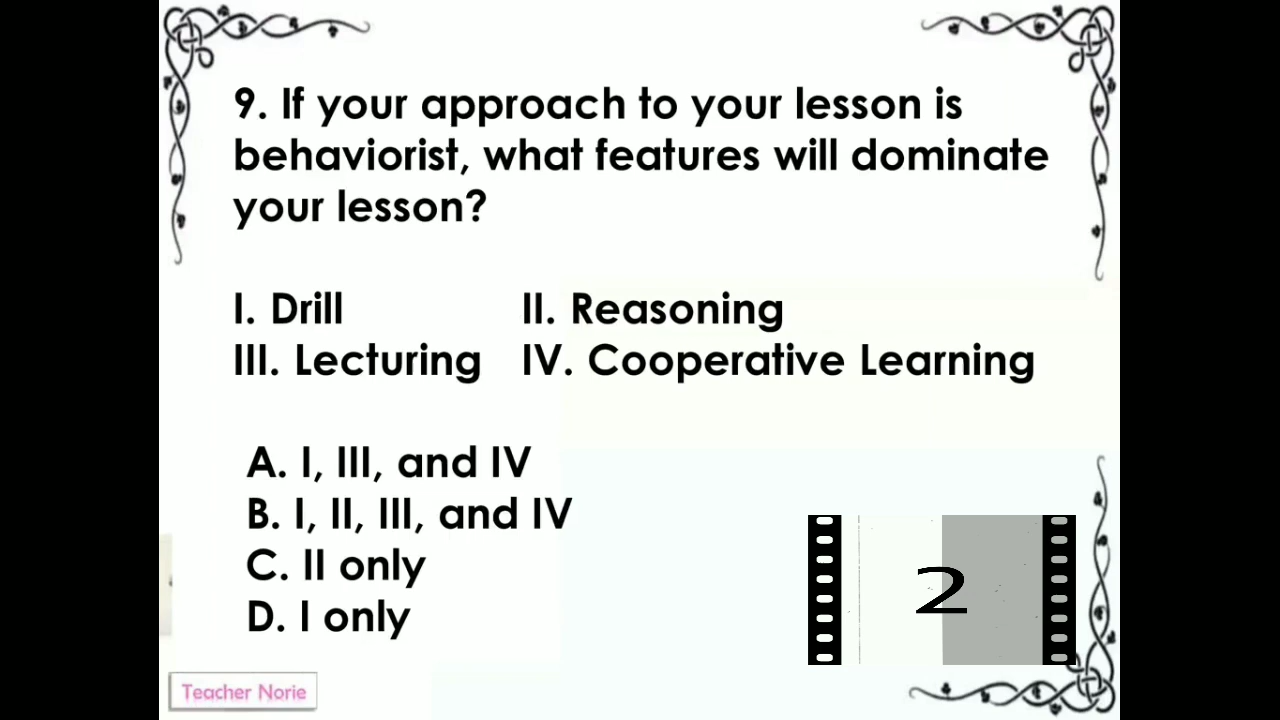 9. If your approach to your lesson is
behaviorist, what features will dominate
your lesson?
I. Drill II. Reasoning
III. Lecturing IV. Cooperative Learning
A. I, III, and IV
B. I, II, III, and IV
C. II only
D. I only
2
Teacher Norie